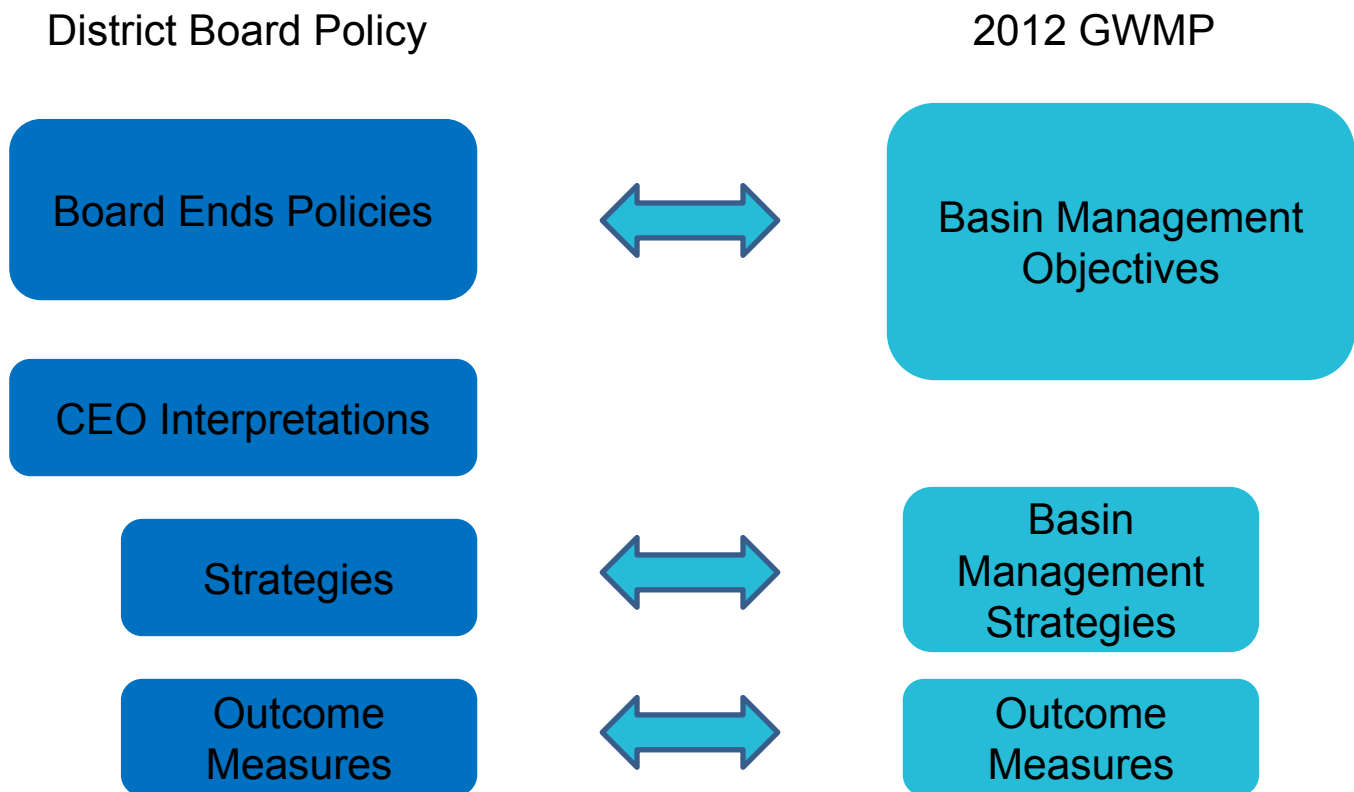 District Board Policy
2012 GWMP
Board Ends Policies
Basin Management
Objectives
CEO Interpretations
Strategies
Basin
Management
Strategies
Outcome
Measures
Outcome
Measures